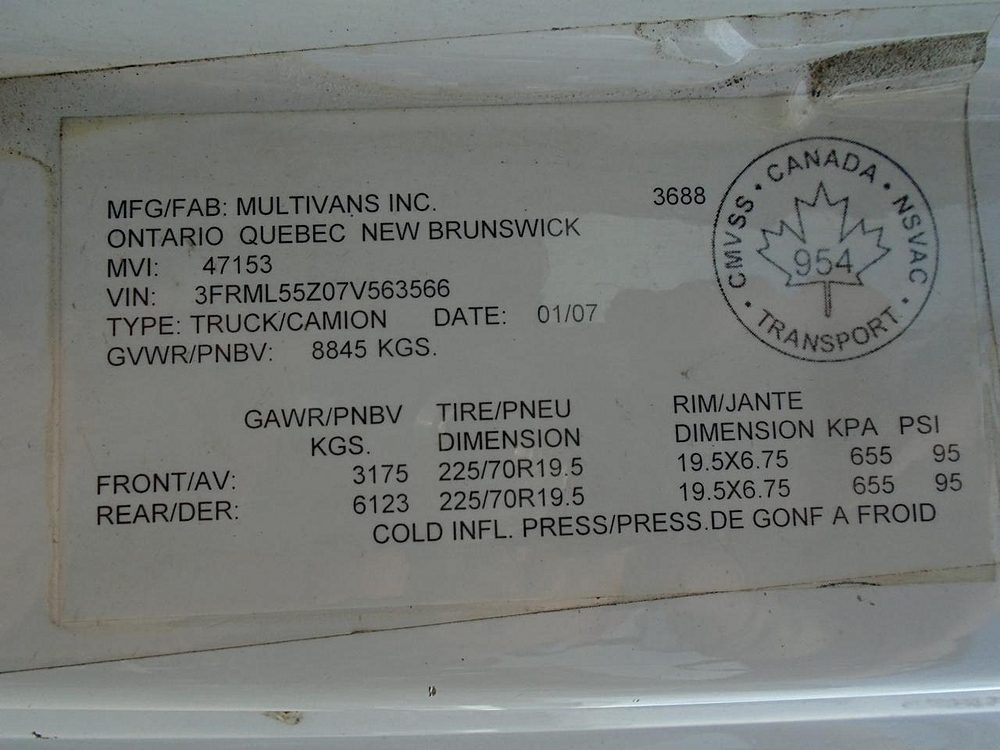 MFG/FAB: MULTIVANS INC. 3688
ONTARIO QUEBEC NEW BRUNSWICK
MVI: 47153
VIN: 3FRML55Z07V563566
TYPE: TRUCK/CAMION DATE: 01/07
GVWR/PNBV: 8845 KGS.
CMVSS • CANADA • NSVAC • TRANSPORT •
954
GAWR/PNBV TIRE/PNEU RIM/JANTE
KGS. DIMENSION DIMENSION KPA PSI
FRONT/AV: 3175 225/70R19.5 19.5X6.75 655 95
REAR/DER: 6123 225/70R19.5 19.5X6.75 655 95
COLD INFL. PRESS/PRESS.DE GONF A FROID